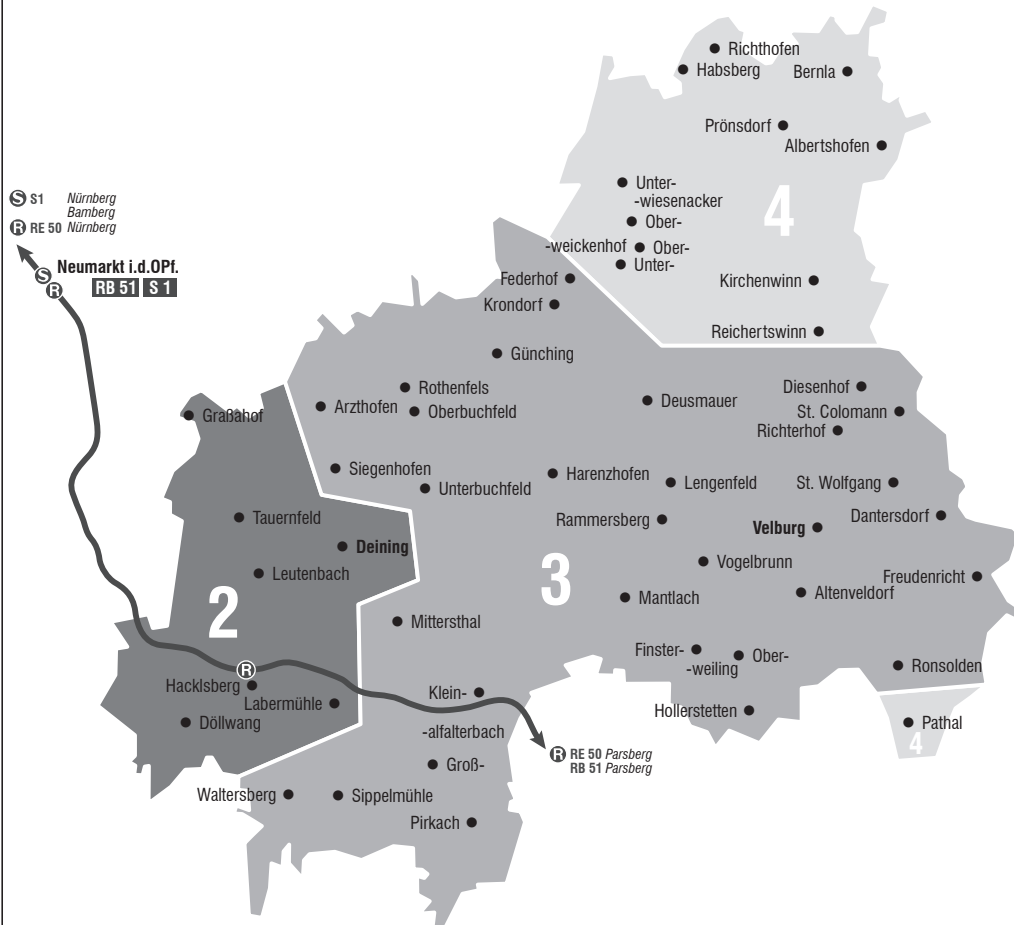 Richthofen
Habsberg
Bernla
Prönsdorf
Albertshofen
S S1 Nürnberg
Bamberg
R RE 50 Nürnberg
Unter-
-wiesenacker
Ober-
4
-weickenhof
Ober-
Unter-
S
Neumarkt i.d.OPf.
R
RB 51 S 1
Federhof
Kirchenwinn
Krondorf
Reichertswinn
Günching
Rothenfels
Diesenhof
Arzthofen
Oberbuchfeld
Deusmauer
St. Colomann
Graßahof
Richterhof
Siegenhofen
Harenzhofen
Unterbuchfeld
Lengenfeld
St. Wolfgang
Tauernfeld
Rammersberg
Velburg
Dantersdorf
Deining
Vogelbrunn
Leutenbach
3
Freudenricht
Mantlach
Altenveldorf
2
Mittersthal
Finster-
-weiling
Ober-
R
Ronsolden
Hacklsberg
Klein-
Labermühle
Hollerstetten
Döllwang
-alfalterbach
Pathal
4
R RE 50 Parsberg
RB 51 Parsberg
Groß-
Waltersberg
Sippelmühle
Pirkach